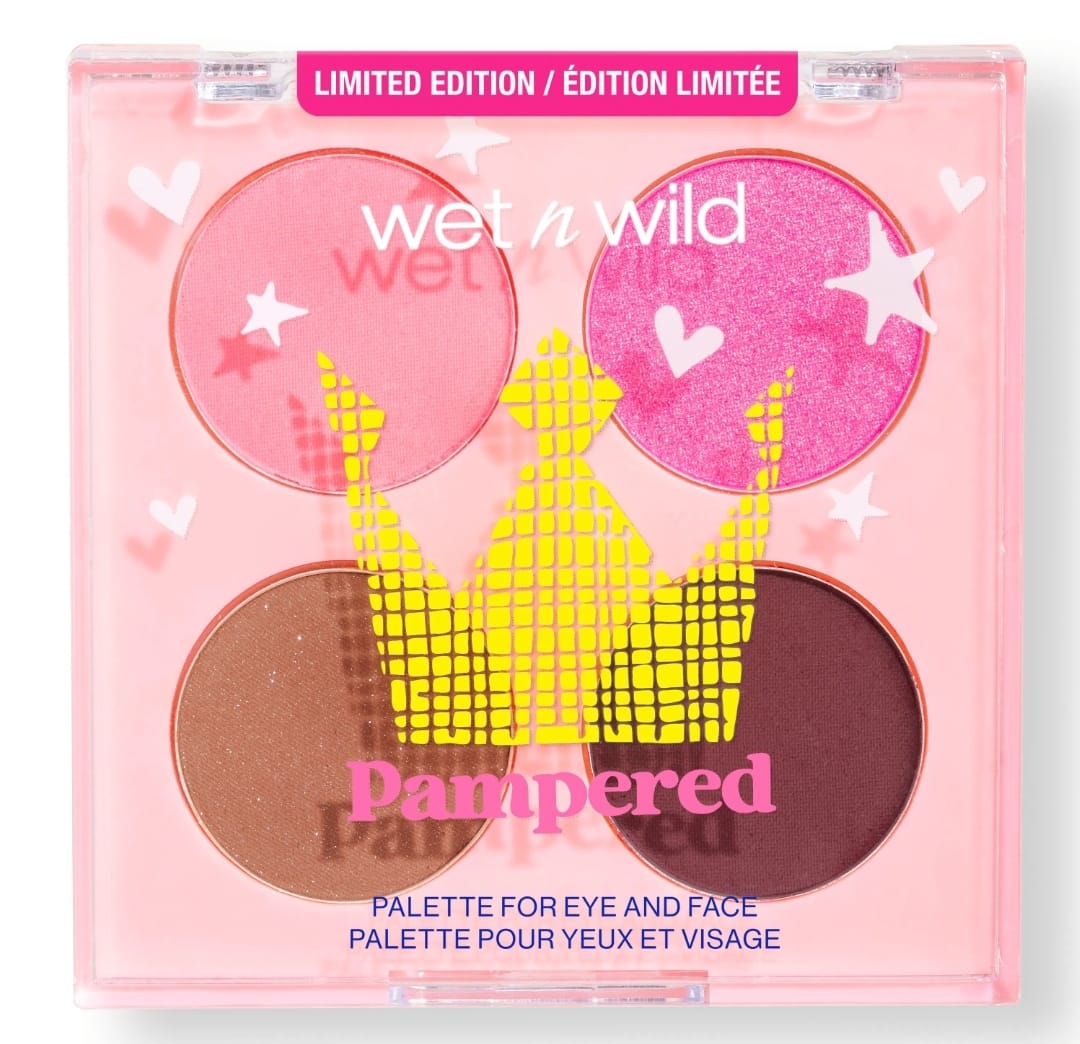 LIMITED EDITION / ÉDITION LIMITÉE
wet n wild
Pampered
PALETTE FOR EYE AND FACE
PALETTE POUR YEUX ET VISAGE